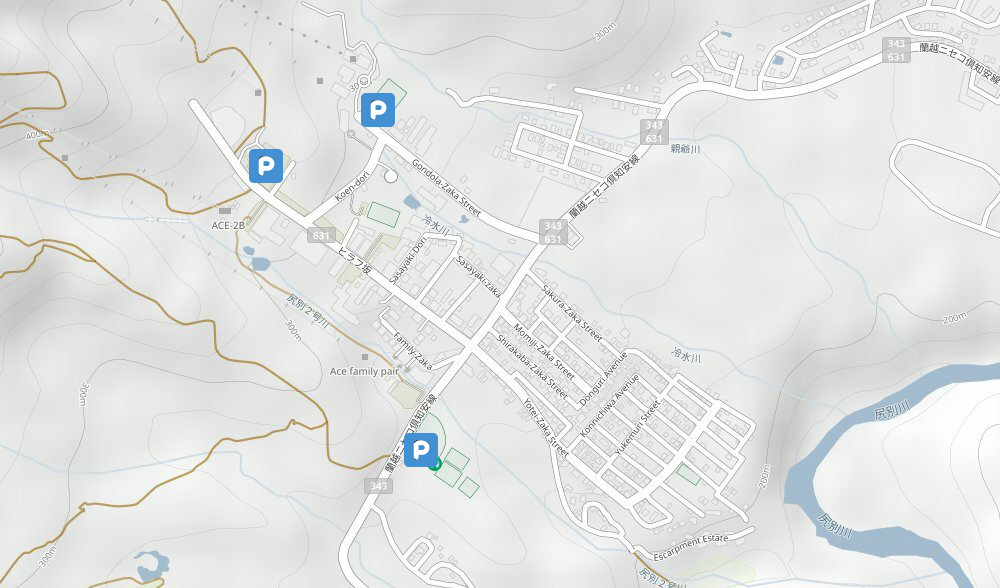 300m
343
631
蘭越ニセコ倶知安線
300
P
343
631
親爺川
400m
蘭越ニセコ倶知安線
P
Gondola-Zaka Street
Koen-dori
ACE-2B
631
冷水川
343
631
ヒラフ坂
Sasayaki-Dori
Sasayaki-Zaka
尻別'２号川
300m
Sakura-Zaka Street
200m
Momiji-Zaka Street
冷水川
Family-Zaka
Shirakaba-Zaka Street
Ace family pair
Donguri Avenue
300m
Konnichiwa Avenue
尻別川
Yotei-Zaka Street
Yukemuri Street
蘭越ニセコ倶知安線
P
200m
343
尻別川
Escarpment Estate
300m
尻別'２号川